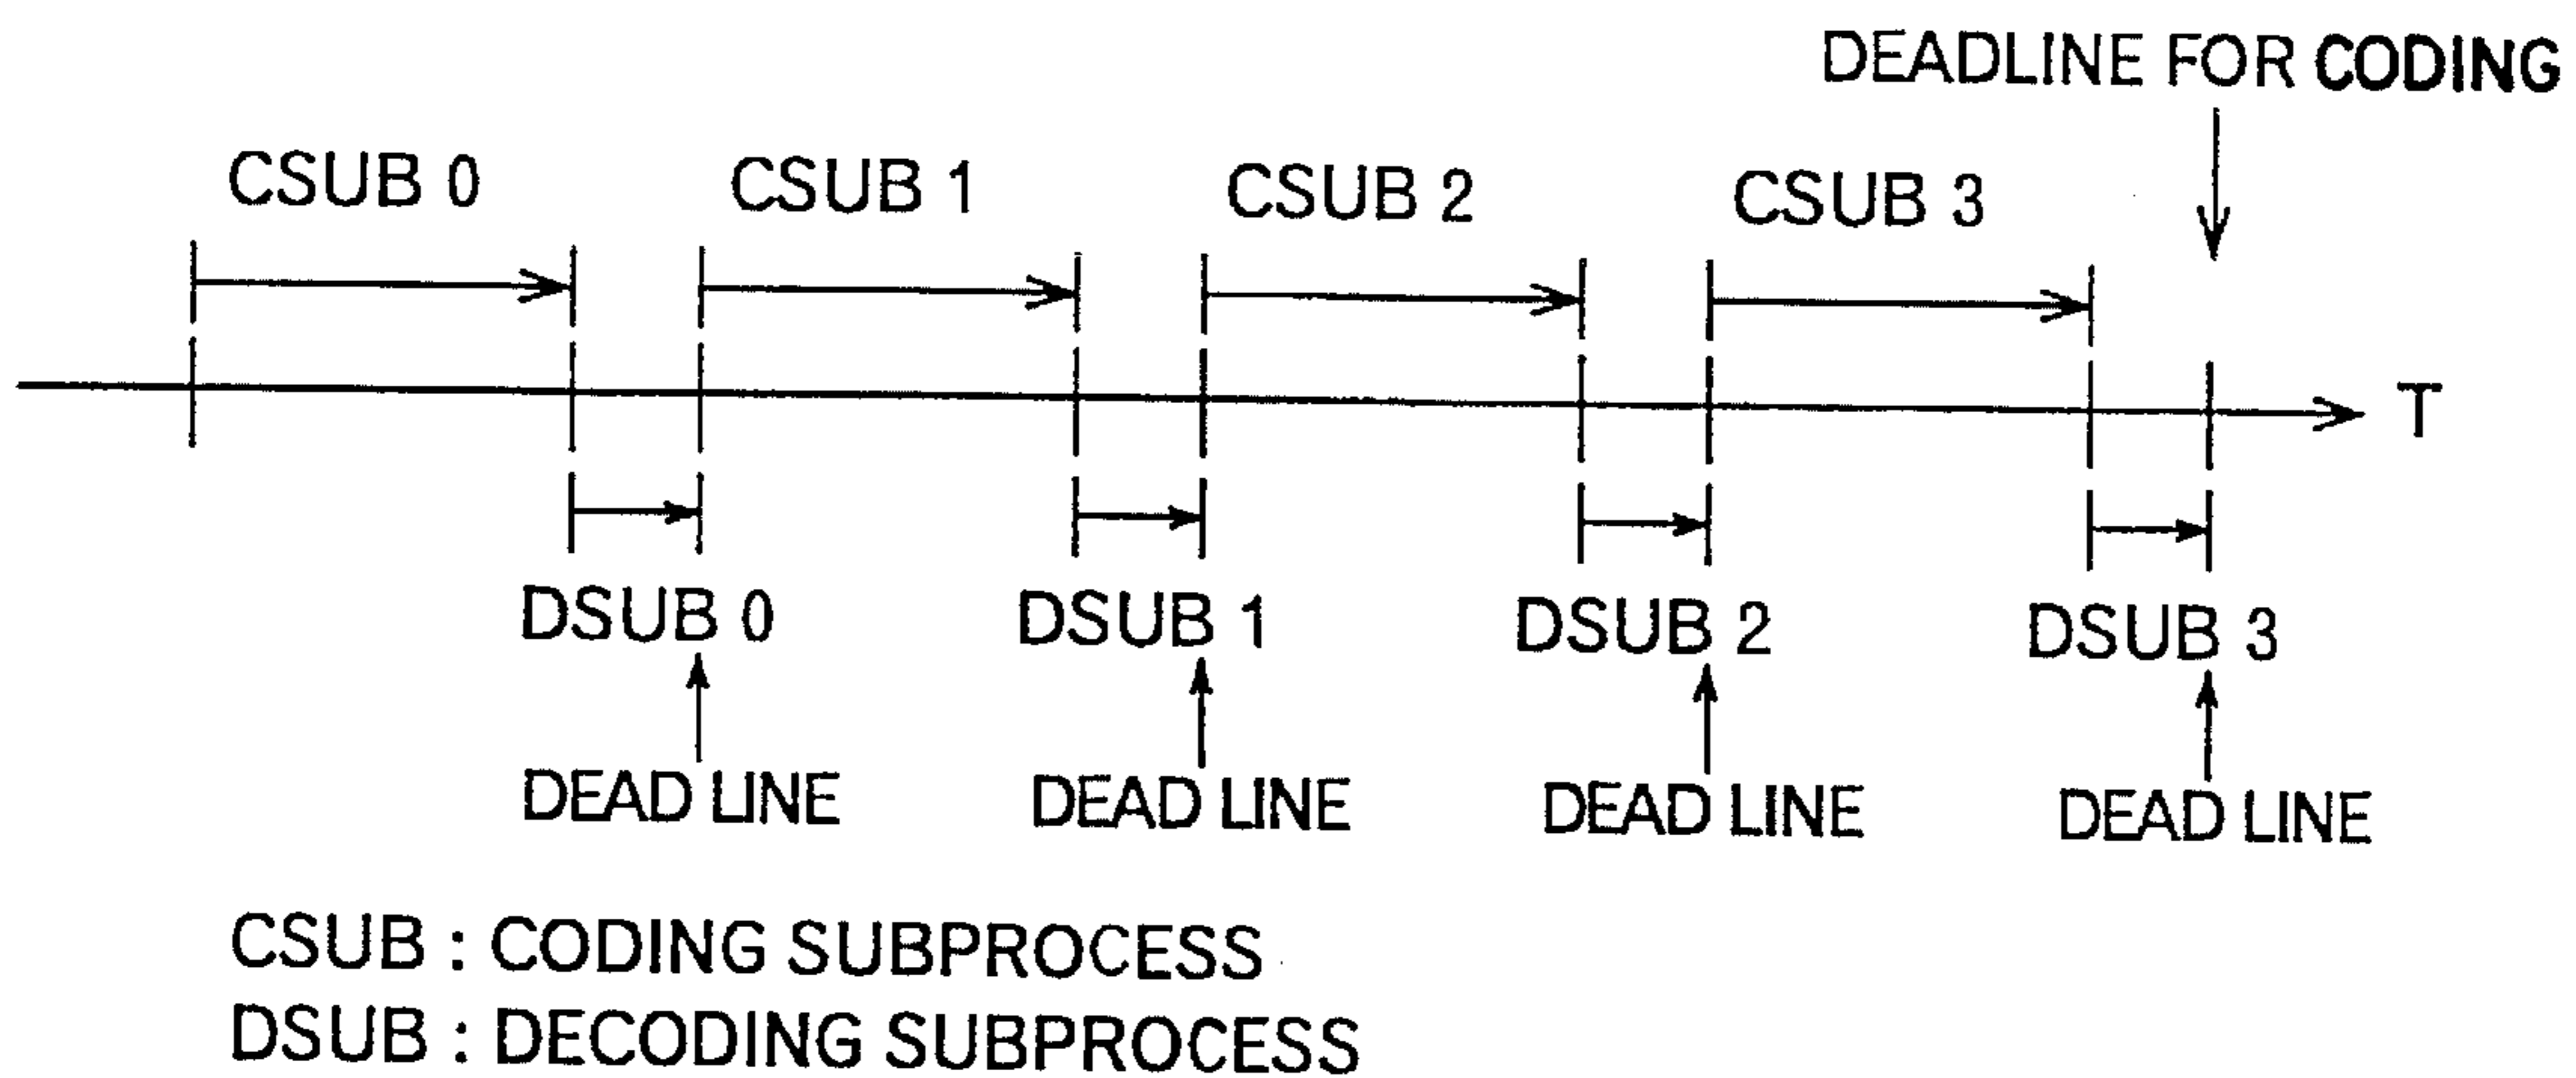 DEADLINE FOR CODING
CSUB 0 CSUB 1 CSUB 2 CSUB 3
T
DSUB 0 DSUB 1 DSUB 2 DSUB 3
DEAD LINE DEAD LINE DEAD LINE DEAD LINE
CSUB : CODING SUBPROCESS
DSUB : DECODING SUBPROCESS